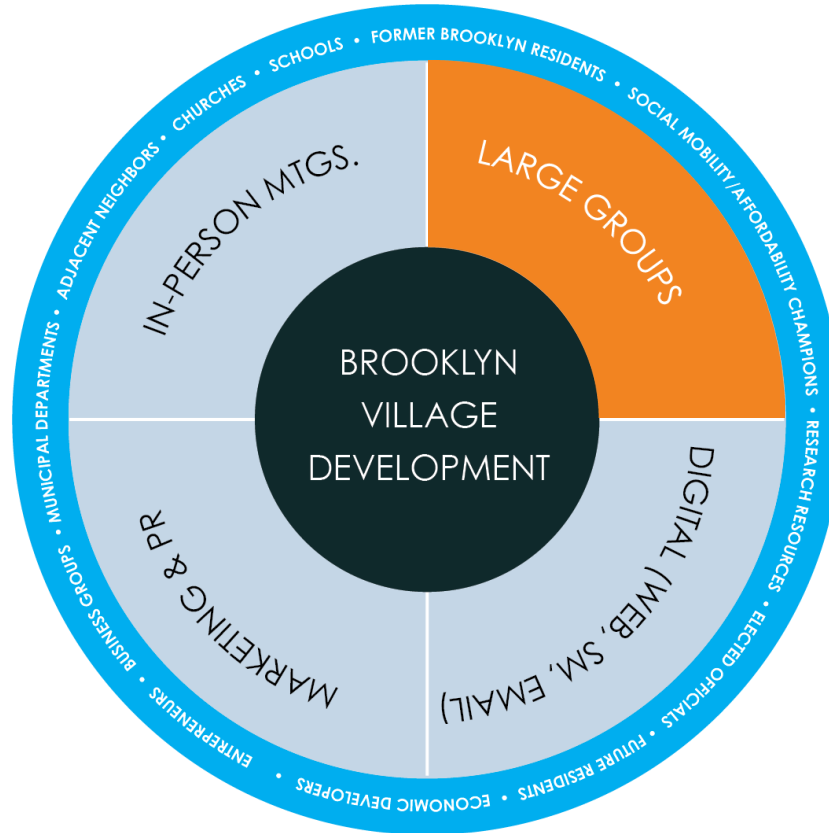 FORMER BROOKLYN RESIDENTS • SOCIAL MOBILITY/AFFORDABILITY CHAMPIONS • RESEARCH RESOURCES • ELECTED OFFICIALS • FUTURE RESIDENTS • ECONOMIC DEVELOPERS • ENTREPRENEURS • BUSINESS GROUPS • MUNICIPAL DEPARTMENTS • ADJACENT NEIGHBORS • CHURCHES • SCHOOLS •
IN-PERSON MTGS.
LARGE GROUPS
BROOKLYN
VILLAGE
DEVELOPMENT
MARKETING & PR
DIGITAL (WEB, SM, EMAIL)